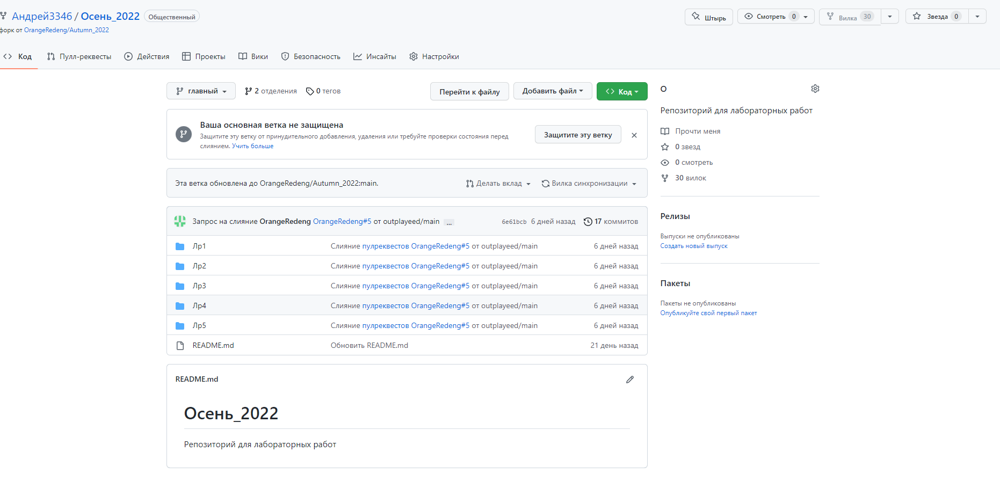 Андрей3346 / Осень_2022 Общественный
Штырь Смотреть 0 Вилка 30 Звезда 0
форк от OrangeRedeng/Autumn_2022
Код Пулл-реквесты Действия Проекты Вики Безопасность Инсайты Настройки
главный 2 отделения 0 тегов Перейти к файлу Добавить файл Код
Ваша основная ветка не защищена
Защитите эту ветку от принудительного добавления, удаления или требуйте проверки состояния перед
слиянием. Учить больше
Защитите эту ветку
Эта ветка обновлена до OrangeRedeng/Autumn_2022:main. Делать вклад Вилка синхронизации
Запрос на слияние OrangeRedeng OrangeRedeng#5 от outplayeed/main ... 6e61bcb 6 дней назад 17 коммитов
Лр1 Слияние пулреквестов OrangeRedeng#5 от outplayeed/main 6 дней назад
Лр2 Слияние пулреквестов OrangeRedeng#5 от outplayeed/main 6 дней назад
Лр3 Слияние пулреквестов OrangeRedeng#5 от outplayeed/main 6 дней назад
Лр4 Слияние пулреквестов OrangeRedeng#5 от outplayeed/main 6 дней назад
Лр5 Слияние пулреквестов OrangeRedeng#5 от outplayeed/main 6 дней назад
README.md Обновить README.md 21 день назад
README.md
Осень_2022
Репозиторий для лабораторных работ
О
Репозиторий для лабораторных работ
Прочти меня
0 звезд
0 смотреть
30 вилок
Релизы
Выпуски не опубликованы
Создать новый выпуск
Пакеты
Пакеты не опубликованы
Опубликуйте свой первый пакет